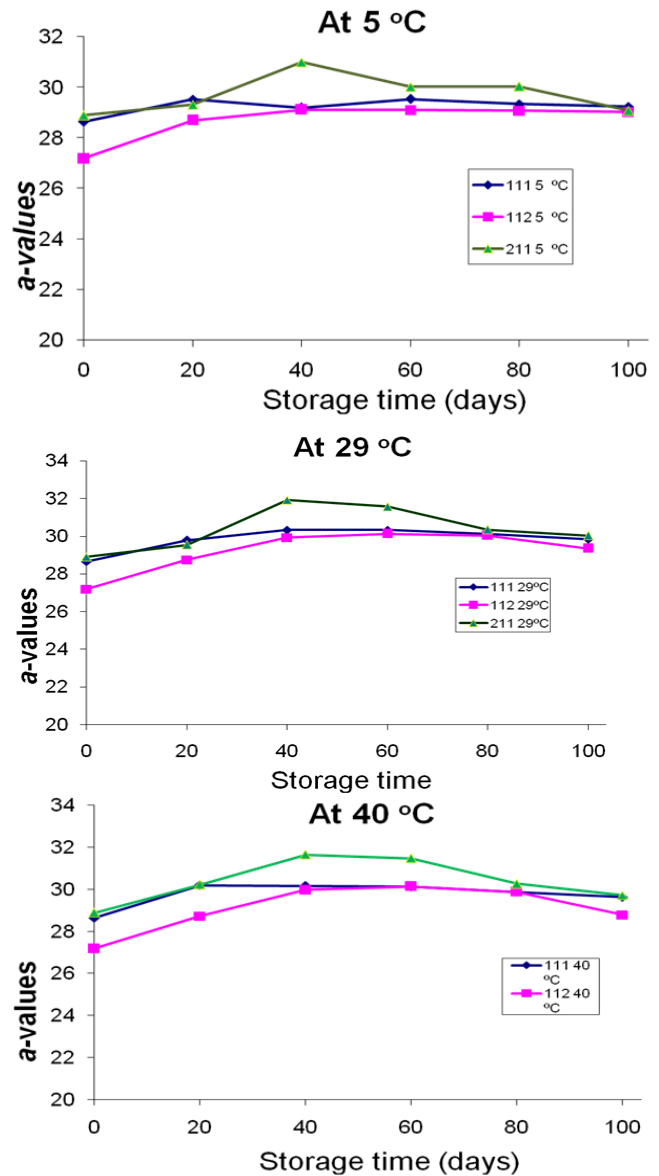 At 5 ºC
32
30
28
26
24
22
20
a-values
111 5 ºC
112 5 ºC
211 5 ºC
0 20 40 60 80 100
Storage time (days)
At 29 ºC
34
32
30
28
26
24
22
20
a-values
111 29ºC
112 29ºC
211 29ºC
0 20 40 60 80 100
Storage time
At 40 ºC
34
32
30
28
26
24
22
20
a-values
111 40
ºC
112 40
ºC
0 20 40 60 80 100
Storage time (days)